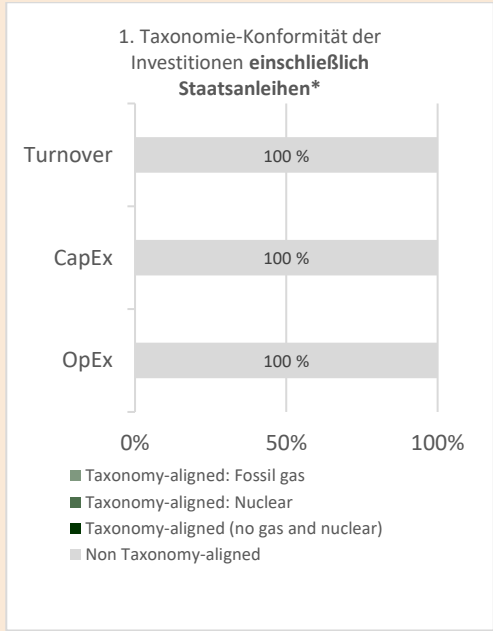 1. Taxonomie-Konformität der
Investitionen einschließlich
Staatsanleihen*
Turnover
100 %
CapEx
100 %
OpEx
100 %
0%
50%
100%
Taxonomy-aligned: Fossil gas
Taxonomy-aligned: Nuclear
Taxonomy-aligned (no gas and nuclear)
Non Taxonomy-aligned